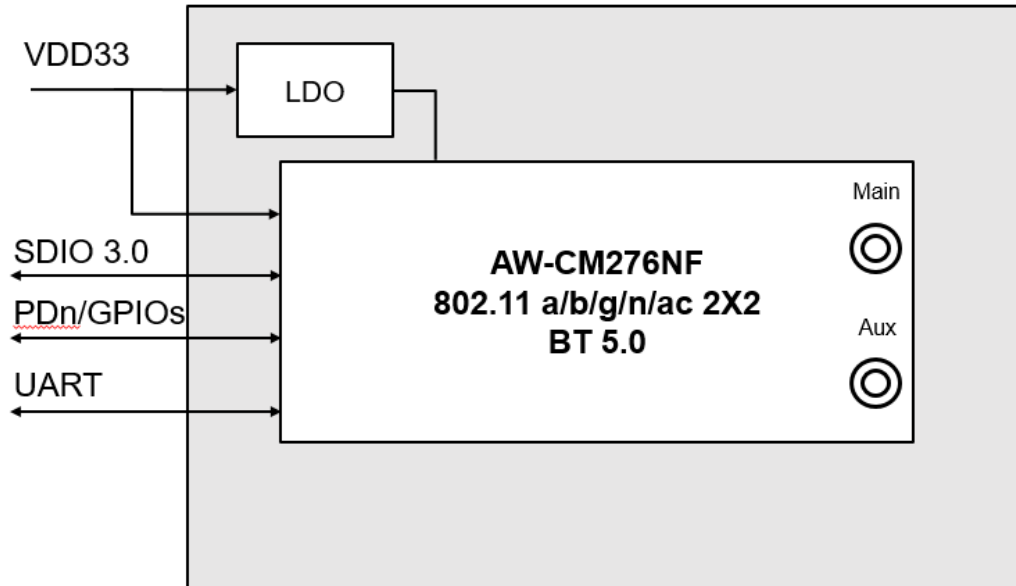 VDD33
LDO
Main
SDIO 3.0
AW-CM276NF
802.11 a/b/g/n/ac 2X2
PDn/GPIOs
Aux
BT 5.0
UART